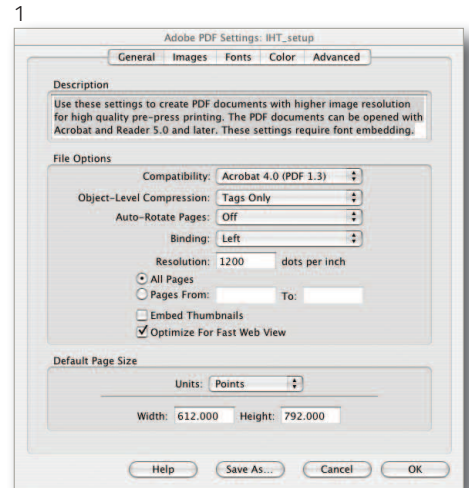 1
Adobe PDF Settings: IHT_setup
General Images Fonts Color Advanced
Description
Use these settings to create PDF documents with higher image resolution
for high quality pre-press printing. The PDF documents can be opened with
Acrobat and Reader 5.0 and later. These settings require font embedding.
File Options
Compatibility: Acrobat 4.0 (PDF 1.3)
Object-Level Compression: Tags Only
Auto-Rotate Pages: Off
Binding: Left
Resolution: 1200 dots per inch
All Pages
Pages From: To:
Embed Thumbnails
Optimize For Fast Web View
Default Page Size
Units: Points
Width: 612.000 Height: 792.000
Help Save As... Cancel OK